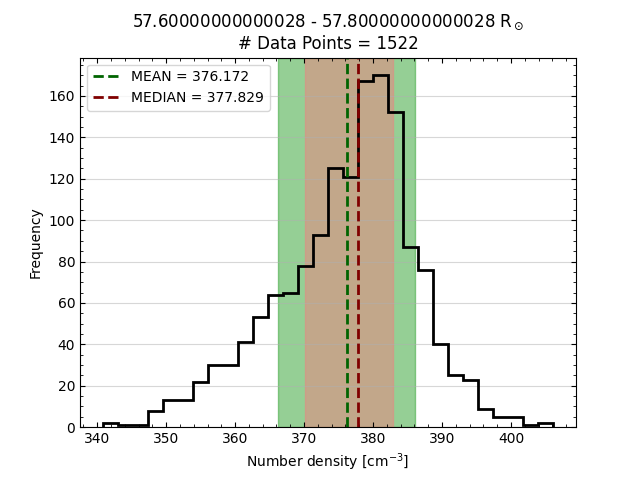 57.60000000000028 - 57.80000000000028 R⊙
# Data Points = 1522
MEAN = 376.172
MEDIAN = 377.829
Frequency
160
140
120
100
80
60
40
20
0
340 350 360 370 380 390 400
Number density [cm⁻³]